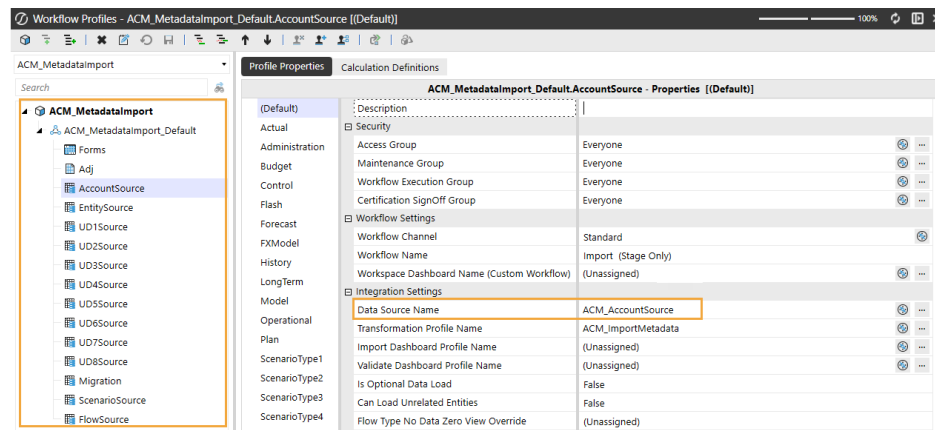 Workflow Profiles - ACM_MetadataImport_Default.AccountSource [(Default)]
100%
ACM_MetadataImport
Search
ACM_MetadataImport
ACM_MetadataImport_Default
Forms
Adj
AccountSource
EntitySource
UD1Source
UD2Source
UD3Source
UD4Source
UD5Source
UD6Source
UD7Source
UD8Source
Migration
ScenarioSource
FlowSource
Profile Properties Calculation Definitions
ACM_MetadataImport_Default.AccountSource - Properties [(Default)]
(Default)
Actual
Administration
Budget
Control
Flash
Forecast
FXModel
History
LongTerm
Model
Operational
Plan
ScenarioType1
ScenarioType2
ScenarioType3
ScenarioType4
Description
Security
Access Group Everyone
Maintenance Group Everyone
Workflow Execution Group Everyone
Certification SignOff Group Everyone
Workflow Settings
Workflow Channel Standard
Workflow Name Import (Stage Only)
Workspace Dashboard Name (Custom Workflow) (Unassigned)
Integration Settings
Data Source Name ACM_AccountSource
Transformation Profile Name ACM_ImportMetadata
Import Dashboard Profile Name (Unassigned)
Validate Dashboard Profile Name (Unassigned)
Is Optional Data Load False
Can Load Unrelated Entities False
Flow Type No Data Zero View Override (Unassigned)